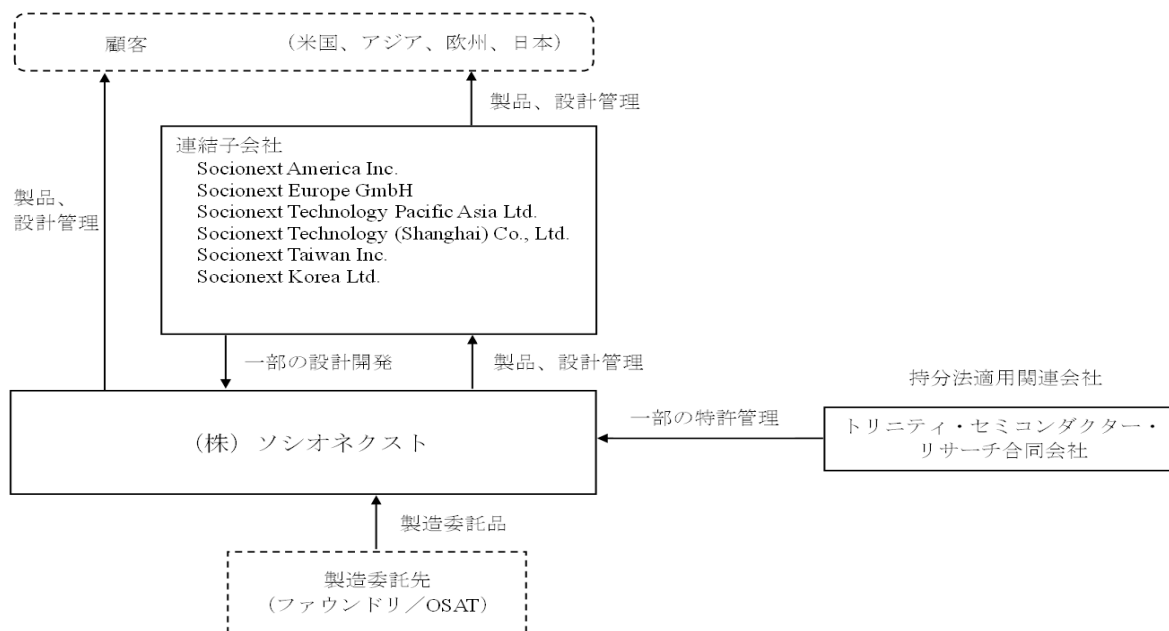 顧客　（米国、アジア、欧州、日本）
製品、設計管理
連結子会社
Socionext America Inc.
Socionext Europe GmbH
Socionext Technology Pacific Asia Ltd.
Socionext Technology (Shanghai) Co., Ltd.
Socionext Taiwan Inc.
Socionext Korea Ltd.
製品、
設計管理
一部の設計開発
製品、設計管理
（株）ソシオネクスト
一部の特許管理
持分法適用関連会社
トリニティ・セミコンダクター・
リサーチ合同会社
製造委託品
製造委託先
（ファウンドリ／OSAT）